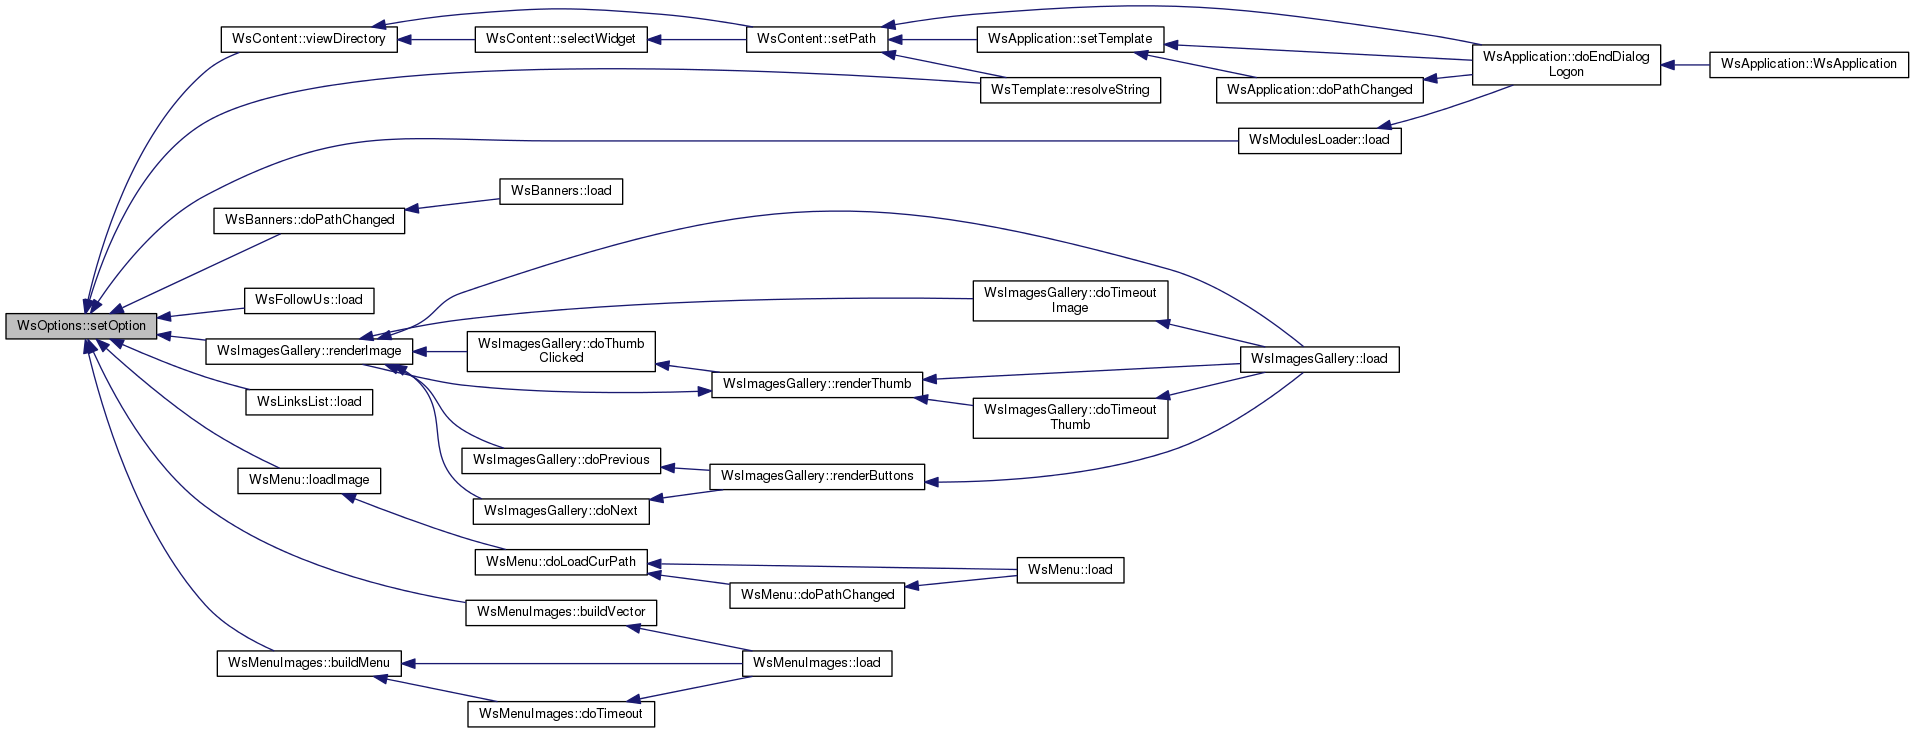 WsContent::viewDirectory
WsContent::selectWidget
WsContent::setPath
WsApplication::setTemplate
WsApplication::doEndDialog
Logon
WsApplication::WsApplication
WsTemplate::resolveString
WsApplication::doPathChanged
WsModulesLoader::load
WsBanners::load
WsBanners::doPathChanged
WsFollowUs::load
WsOptions::setOption
WsImagesGallery::renderImage
WsImagesGallery::doTimeout
Image
WsImagesGallery::doThumb
Clicked
WsImagesGallery::load
WsImagesGallery::renderThumb
WsLinksList::load
WsImagesGallery::doTimeout
Thumb
WsImagesGallery::doPrevious
WsMenu::loadImage
WsImagesGallery::renderButtons
WsImagesGallery::doNext
WsMenu::doLoadCurPath
WsMenu::load
WsMenu::doPathChanged
WsMenuImages::buildVector
WsMenuImages::buildMenu
WsMenuImages::load
WsMenuImages::doTimeout